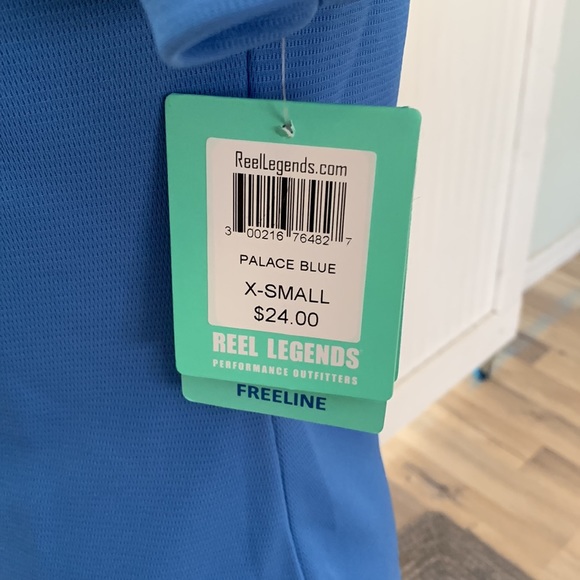 ReelLegends.com
3 00216 76482 7
PALACE BLUE
X-SMALL
$24.00
REEL LEGENDS®
PERFORMANCE OUTFITTERS
FREELINE